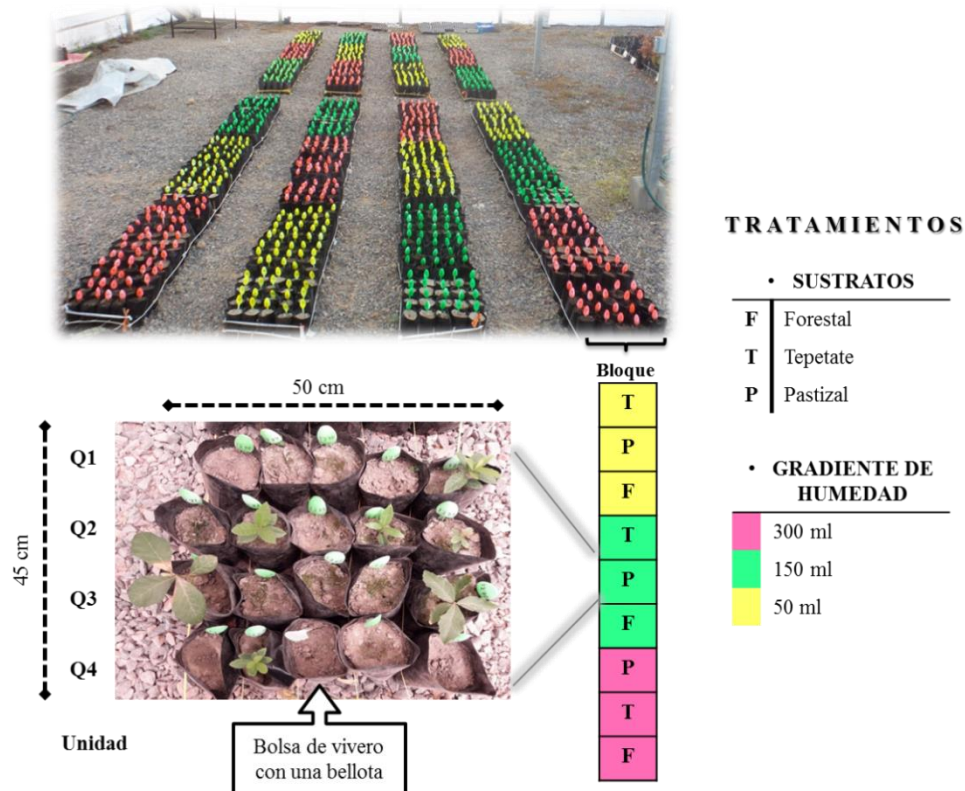 TRATAMIENTOS
• SUSTRATOS
F Forestal
T Tepetate
P Pastizal
• GRADIENTE DE
HUMEDAD
300 ml
150 ml
50 ml
Bloque
T
P
F
T
P
F
P
T
F
50 cm
45 cm
Q1
Q2
Q3
Q4
Unidad
Bolsa de vivero
con una bellota